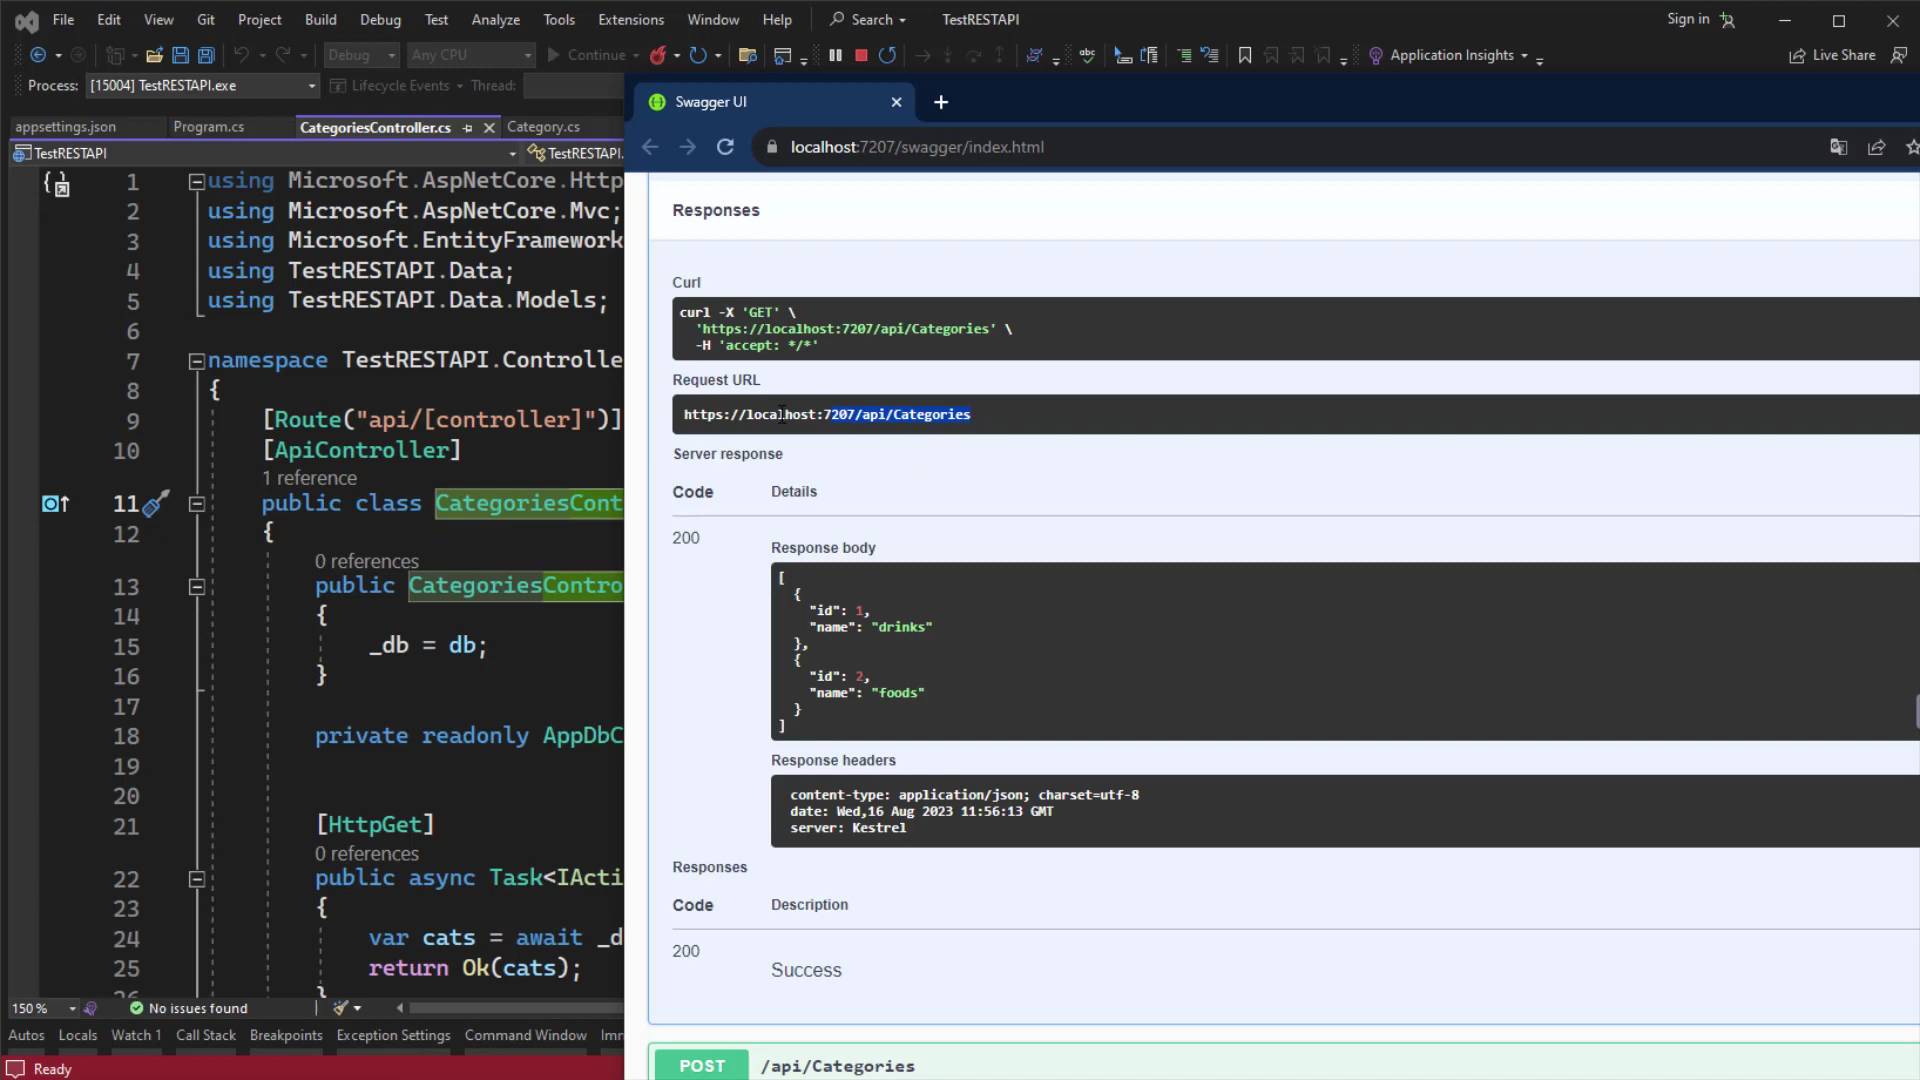 File Edit View Git Project Build Debug Test Analyze Tools Extensions Window Help Search TestRESTAPI Sign in
Debug Any CPU Continue Application Insights Live Share
Process: [15004] TestRESTAPI.exe Lifecycle Events Thread:
appsettings.json Program.cs CategoriesController.cs Category.cs
TestRESTAPI TestRESTAPI.
1 using Microsoft.AspNetCore.Http
2 using Microsoft.AspNetCore.Mvc;
3 using Microsoft.EntityFramework
4 using TestRESTAPI.Data;
5 using TestRESTAPI.Data.Models;
6
7 namespace TestRESTAPI.Controlle
8 {
9 [Route("api/[controller]")]
10 [ApiController]
1 reference
11 public class CategoriesCont
12 {
0 references
13 public CategoriesContro
14 {
15 _db = db;
16 }
17
18 private readonly AppDbC
19
20
21 [HttpGet]
0 references
22 public async Task<IActi
23 {
24 var cats = await _d
25 return Ok(cats);
26 }
150 % No issues found
Autos Locals Watch 1 Call Stack Breakpoints Exception Settings Command Window Imm
Ready
Swagger UI
localhost:7207/swagger/index.html
Responses
Curl
curl -X 'GET' \
'https://localhost:7207/api/Categories' \
-H 'accept: */*'
Request URL
https://localhost:7207/api/Categories
Server response
Code Details
200
Response body
[
{
"id": 1,
"name": "drinks"
},
{
"id": 2,
"name": "foods"
}
]
Response headers
content-type: application/json; charset=utf-8
date: Wed,16 Aug 2023 11:56:13 GMT
server: Kestrel
Responses
Code Description
200
Success
POST /api/Categories